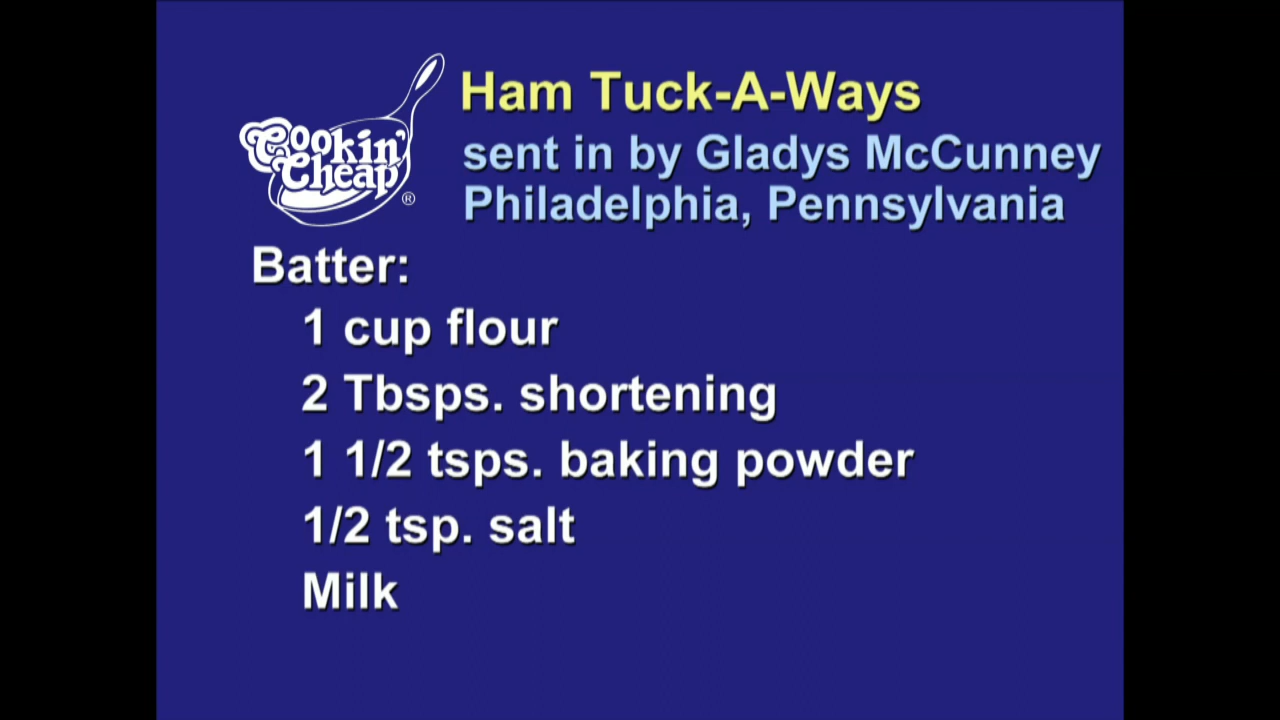 Cookin'
Cheap
®
Ham Tuck-A-Ways
sent in by Gladys McCunney
Philadelphia, Pennsylvania
Batter:
1 cup flour
2 Tbsps. shortening
1 1/2 tsps. baking powder
1/2 tsp. salt
Milk